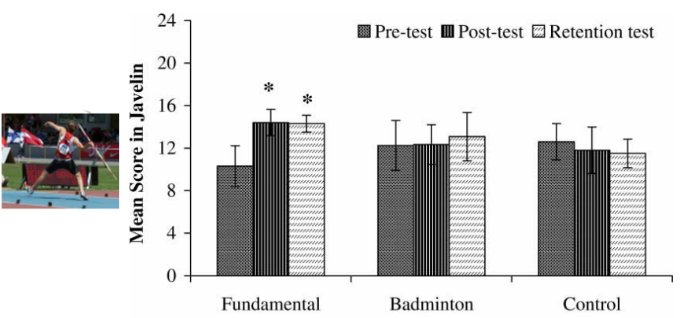 24
20
16
12
8
4
0
Mean Score in Javelin
Pre-test Post-test Retention test
* *
Fundamental Badminton Control